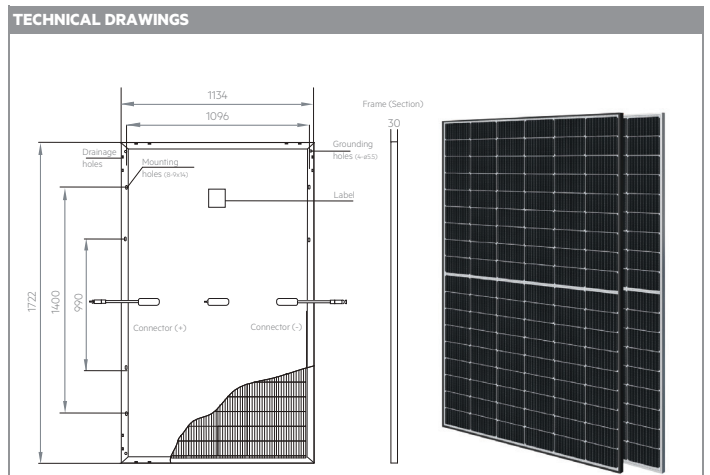 TECHNICAL DRAWINGS
1134
1096
Frame (Section)
30
Drainage
holes
Mounting
holes (8-9x14)
Grounding
holes (4-ø5.5)
Label
1722
1400
990
Connector (+)
Connector (-)